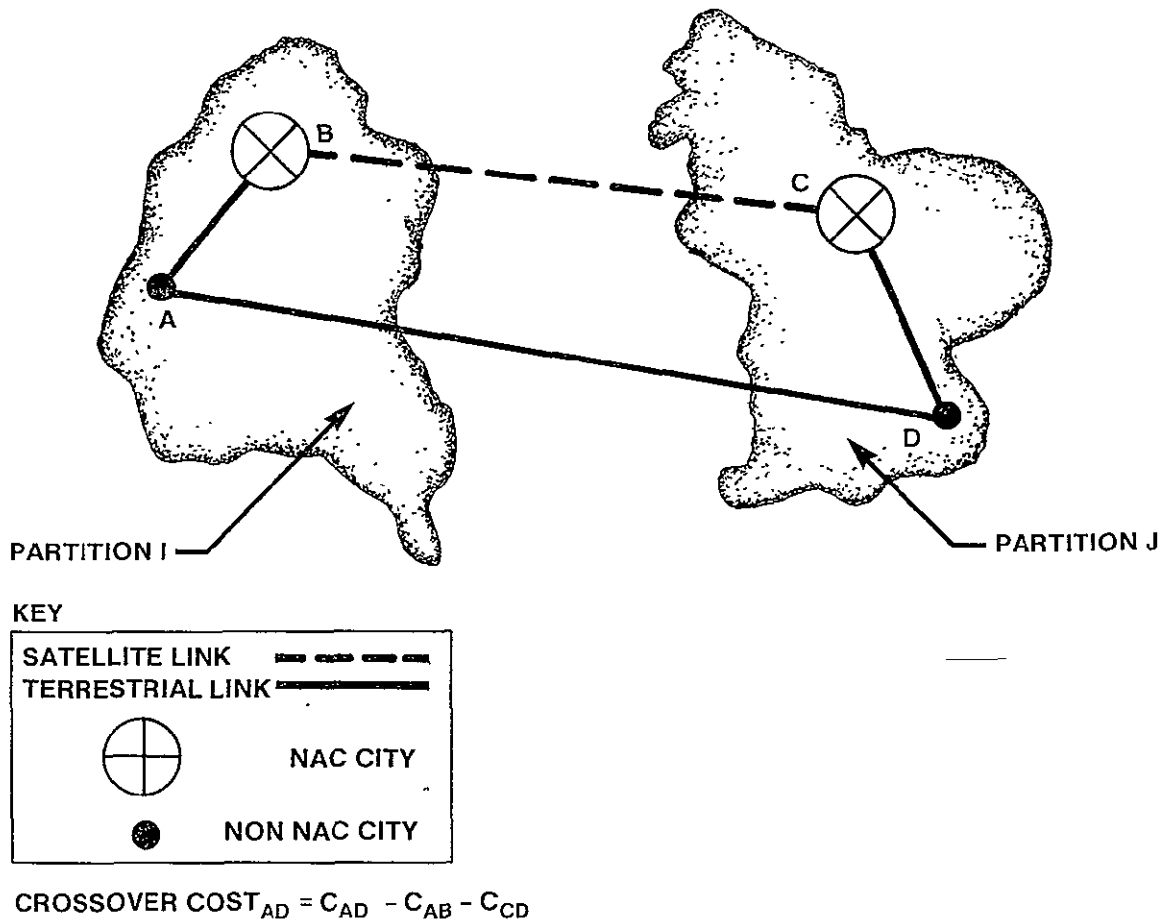 B
C
A
D
PARTITION I
PARTITION J
KEY
SATELLITE LINK
TERRESTRIAL LINK
NAC CITY
NON NAC CITY
CROSSOVER COST_AD = C_AD - C_AB - C_CD